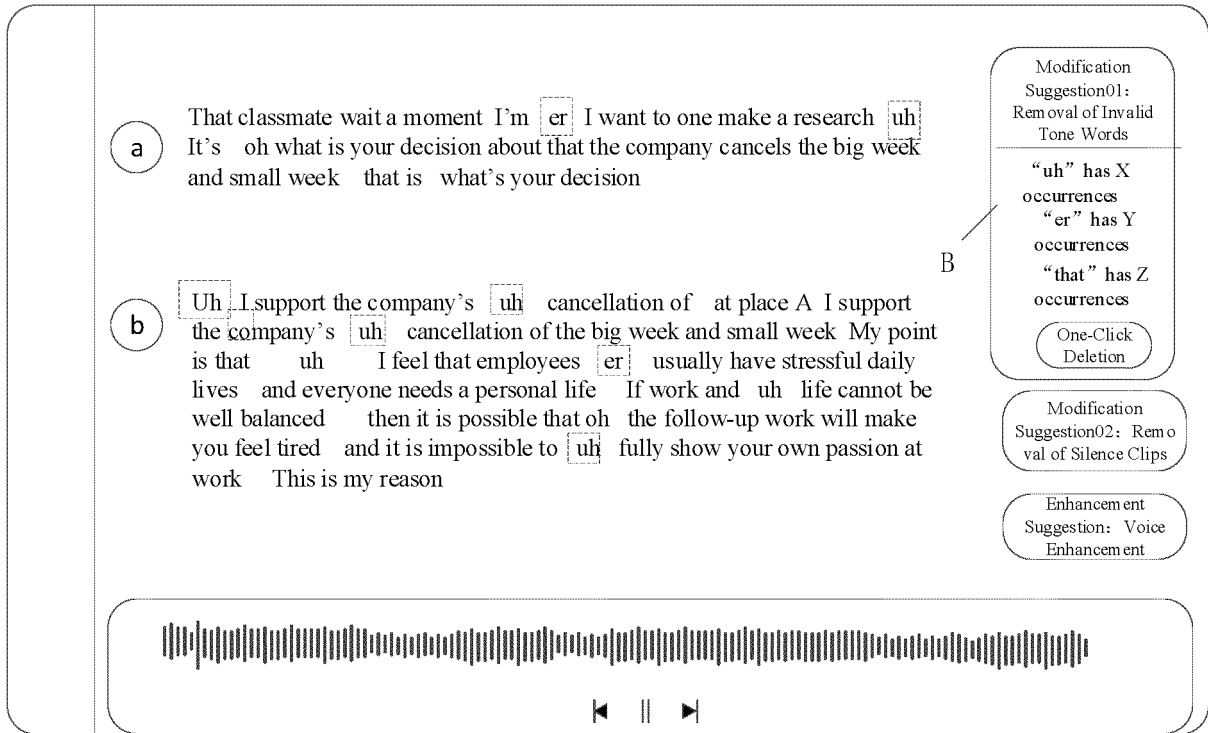 a
That classmate wait a moment I'm er I want to one make a research uh
It's oh what is your decision about that the company cancels the big week
and small week that is what's your decision
b
Uh I support the company's uh cancellation of at place A I support
the company's uh cancellation of the big week and small week My point
is that uh I feel that employees er usually have stressful daily
lives and everyone needs a personal life If work and uh life cannot be
well balanced then it is possible that oh the follow-up work will make
you feel tired and it is impossible to uh fully show your own passion at
work This is my reason
Modification
Suggestion01:
Removal of Invalid
Tone Words
"uh" has X
occurrences
"er" has Y
occurrences
"that" has Z
occurrences
One-Click
Deletion
B
Modification
Suggestion02: Remo
val of Silence Clips
Enhancement
Suggestion: Voice
Enhancement